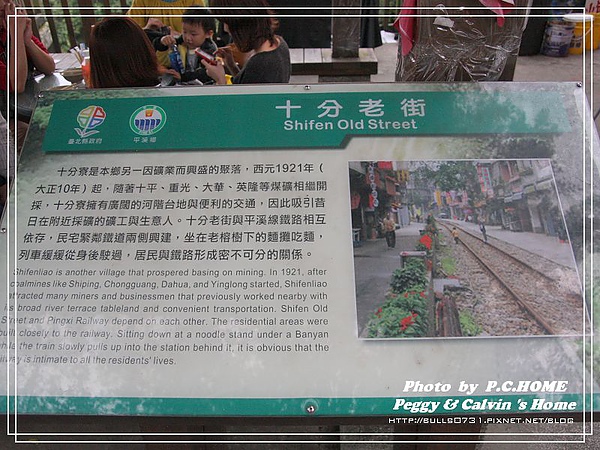 十分老街
Shifen Old Street
臺北縣政府
平溪鄉
十分寮是本鄉另一因礦業而興盛的聚落，西元1921年（
大正10年）起，隨著十平、重光、大華、英隆等煤礦相繼開
採，十分寮擁有廣闊的河階台地與便利的交通，因此吸引昔
日在附近採礦的礦工與生意人。十分老街與平溪線鐵路相互
依存，民宅緊鄰鐵道兩側興建，坐在老榕樹下的麵攤吃麵，
列車緩緩從身後駛過，居民與鐵路形成密不可分的關係。
Shifenliao is another village that prospered basing on mining. In 1921, after
coalmines like Shiping, Chongguang, Dahua, and Yinglong started, Shifenliao
attracted many miners and businessmen that previously worked nearby with
its broad river terrace tableland and convenient transportation. Shifen Old
Street and Pingxi Railway depend on each other. The residential areas were
built closely to the railway. Sitting down at a noodle stand under a Banyan
while the train slowly pulls up into the station behind it, it is obvious that the
railway is intimate to all the residents' lives.
Photo by P.C.HOME
Peggy & Calvin 's Home
HTTP://BULLS0731.PIXNET.NET/BLOG